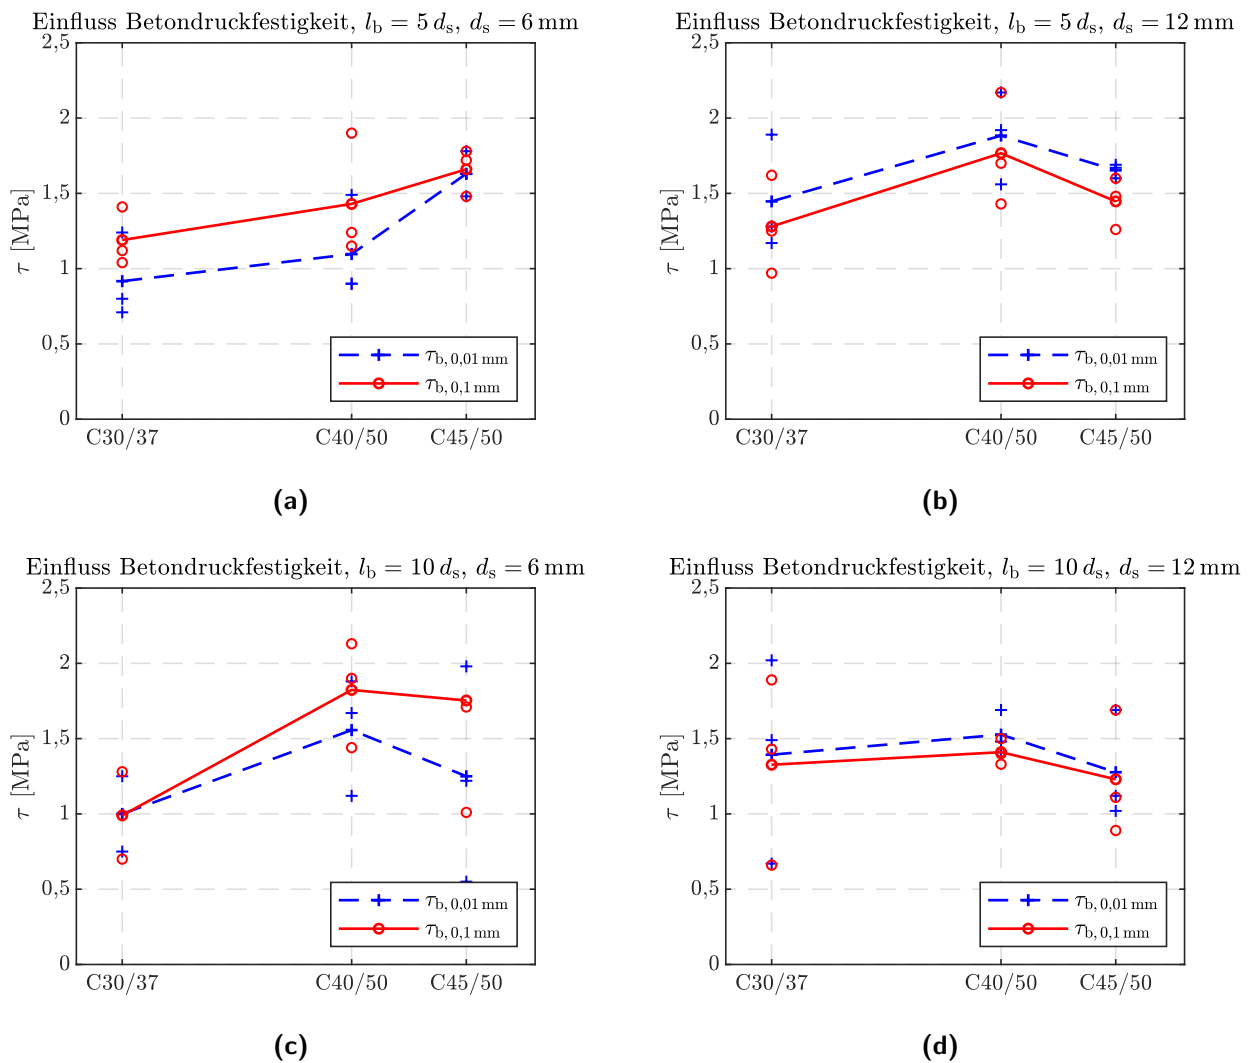 Einfluss Betondruckfestigkeit, l_b = 5 d_s, d_s = 6 mm
2,5
2
1,5
1
0,5
0
τ [MPa]
C30/37 C40/50 C45/50
τ_b, 0,01 mm
τ_b, 0,1 mm
(a)
Einfluss Betondruckfestigkeit, l_b = 5 d_s, d_s = 12 mm
2,5
2
1,5
1
0,5
0
τ [MPa]
C30/37 C40/50 C45/50
τ_b, 0,01 mm
τ_b, 0,1 mm
(b)
Einfluss Betondruckfestigkeit, l_b = 10 d_s, d_s = 6 mm
2,5
2
1,5
1
0,5
0
τ [MPa]
C30/37 C40/50 C45/50
τ_b, 0,01 mm
τ_b, 0,1 mm
(c)
Einfluss Betondruckfestigkeit, l_b = 10 d_s, d_s = 12 mm
2,5
2
1,5
1
0,5
0
τ [MPa]
C30/37 C40/50 C45/50
τ_b, 0,01 mm
τ_b, 0,1 mm
(d)